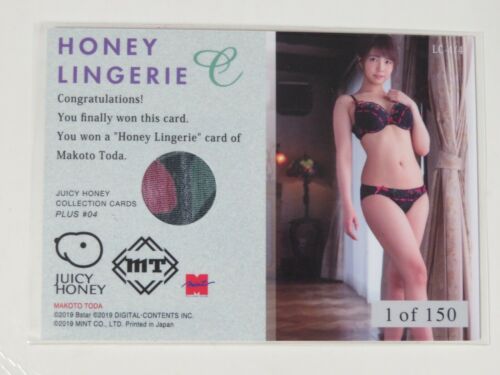 HONEY
LINGERIE C
Congratulations!
You finally won this card.
You won a "Honey Lingerie" card of
Makoto Toda.
JUICY HONEY
COLLECTION CARDS
PLUS #04
JUICY
HONEY
MT
mint
M
MAKOTO TODA
©2019 8star ©2019 DIGITAL-CONTENTS INC.
©2019 MINT CO., LTD. Printed in Japan
1 of 150